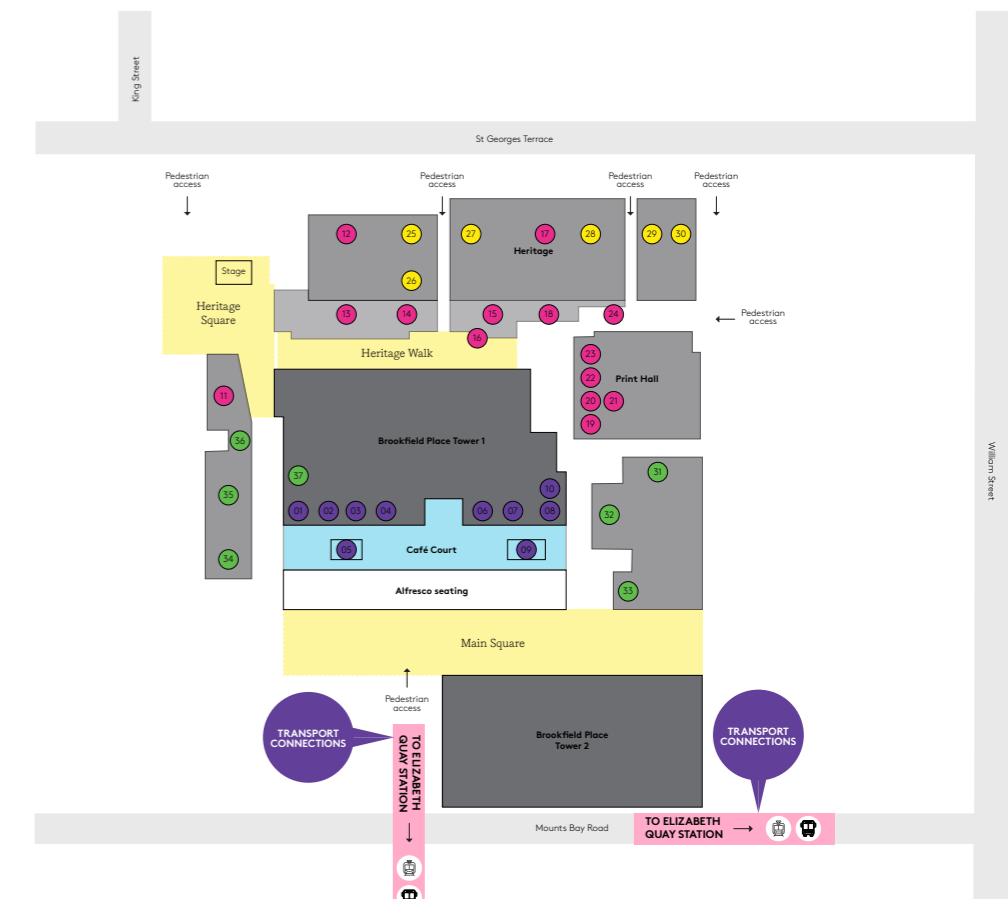 King Street
St Georges Terrace
Pedestrian
access
Pedestrian
access
Pedestrian
access
Pedestrian
access
12
25
27
17
28
29
30
Heritage
Stage
26
Heritage
Square
13
14
15
18
24
Pedestrian
access
16
Heritage Walk
23
22
Print Hall
11
20
21
19
36
Brookfield Place Tower 1
William Street
37
31
35
10
01
02
03
04
06
07
08
32
05
Café Court
09
34
Alfresco seating
33
Main Square
Pedestrian
access
TRANSPORT
CONNECTIONS
TO ELIZABETH
QUAY STATION
Brookfield Place
Tower 2
TRANSPORT
CONNECTIONS
Mounts Bay Road
TO ELIZABETH
QUAY STATION